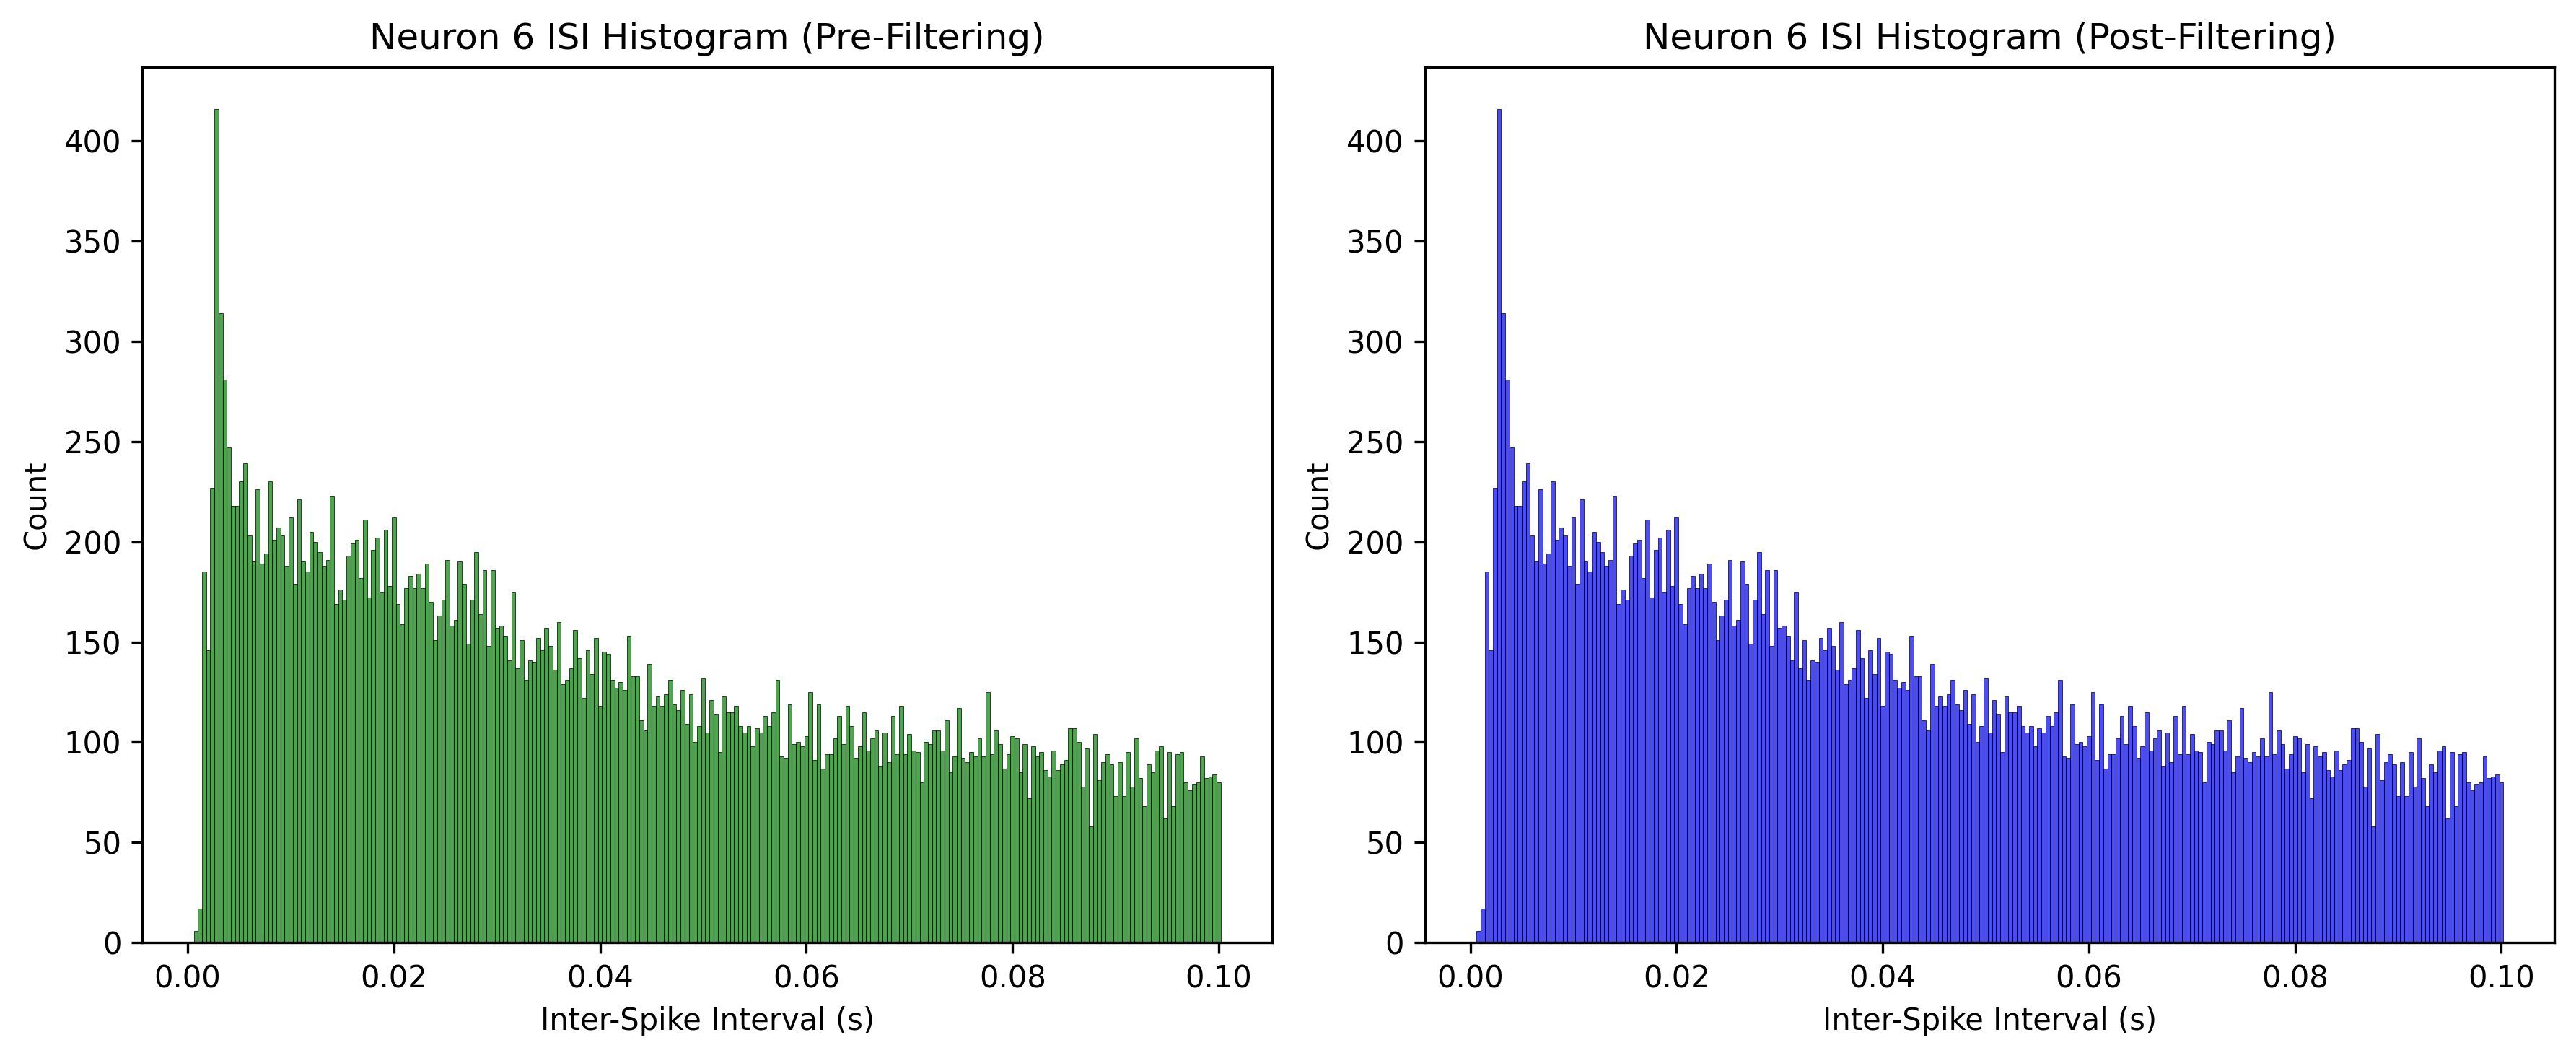 Neuron 6 ISI Histogram (Pre-Filtering)
400
350
300
250
200
150
100
50
0
Count
0.00 0.02 0.04 0.06 0.08 0.10
Inter-Spike Interval (s)
Neuron 6 ISI Histogram (Post-Filtering)
400
350
300
250
200
150
100
50
0
Count
0.00 0.02 0.04 0.06 0.08 0.10
Inter-Spike Interval (s)